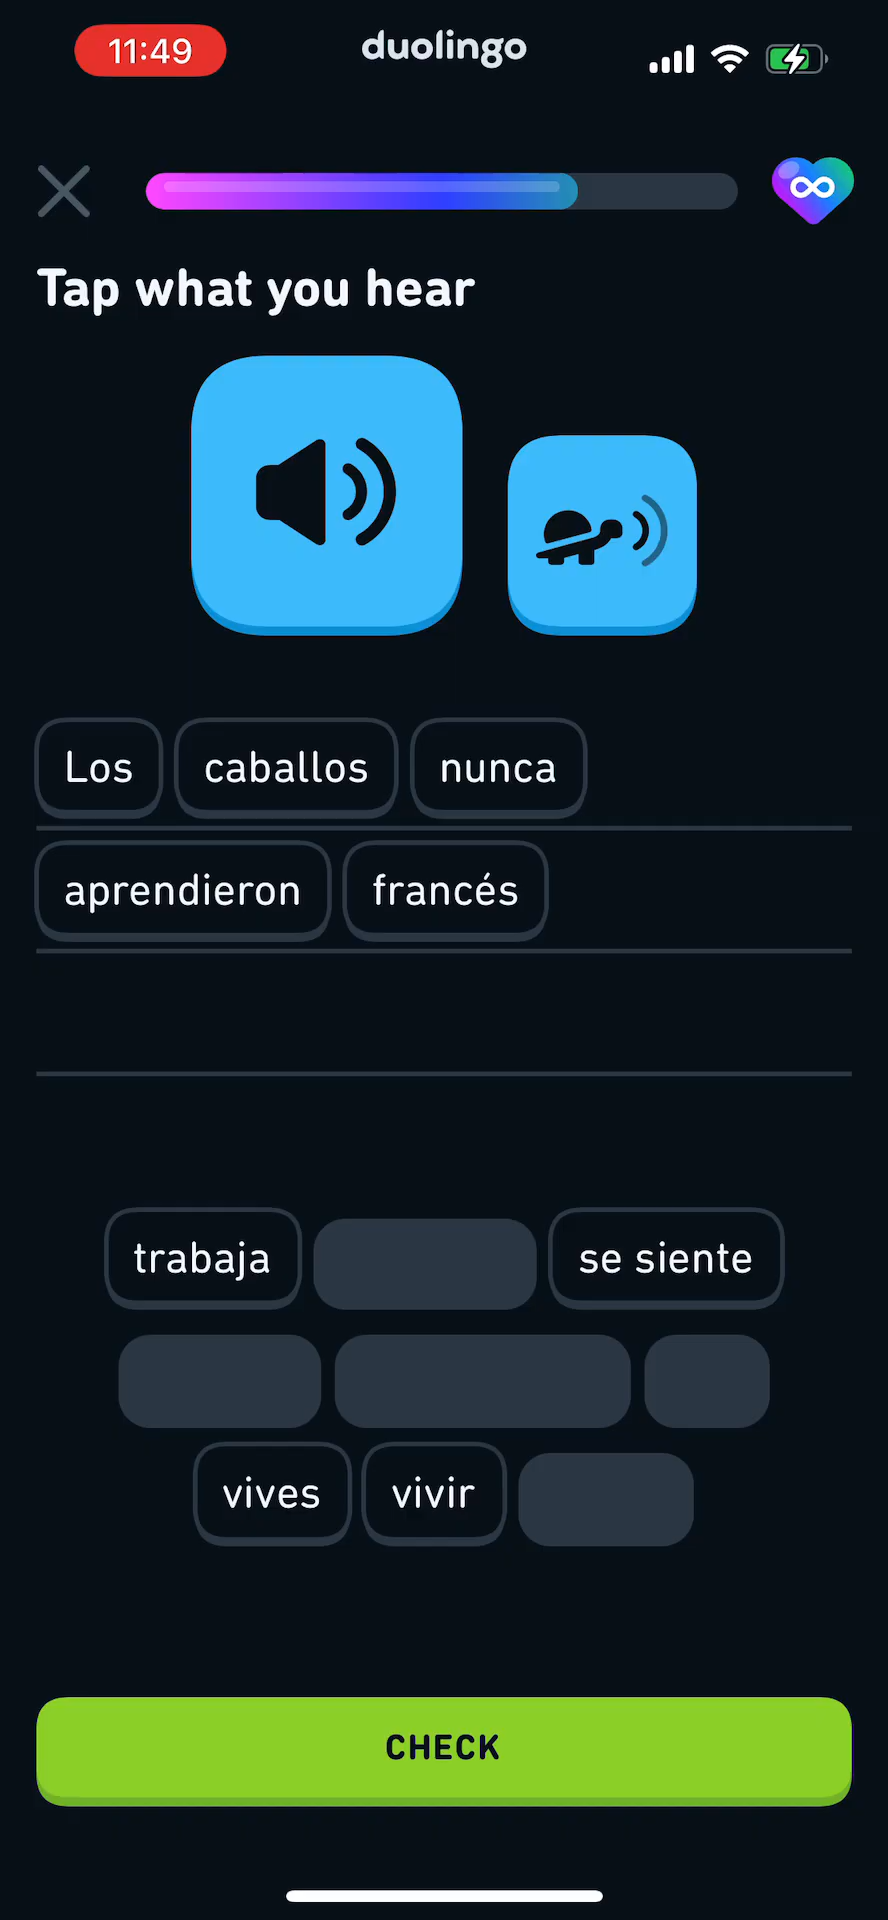 11:49 duolingo
Tap what you hear
Los caballos nunca
aprendieron francés
trabaja se siente
vives vivir
CHECK